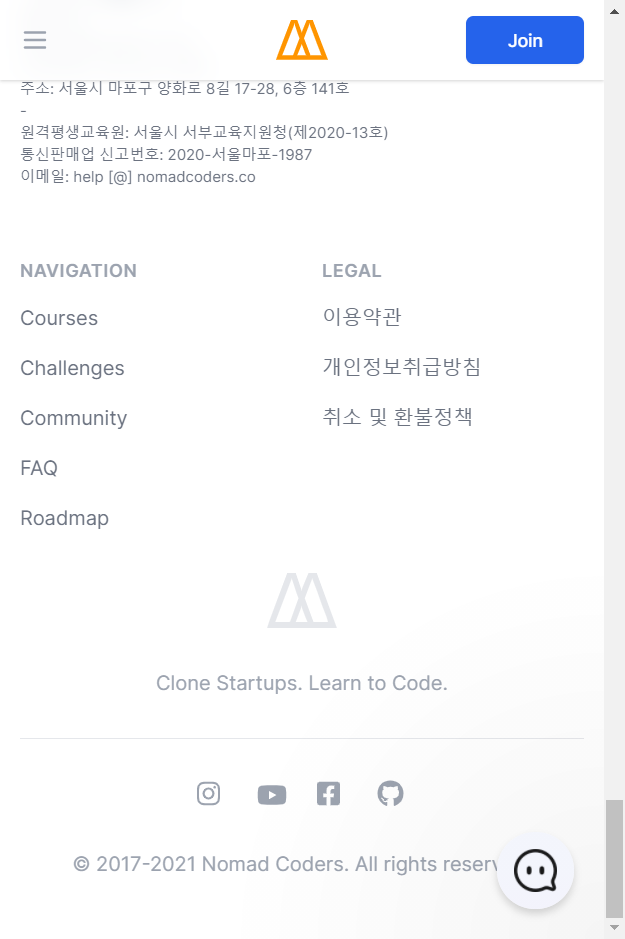 Join
주소: 서울시 마포구 양화로 8길 17-28, 6층 141호
-
원격평생교육원: 서울시 서부교육지원청(제2020-13호)
통신판매업 신고번호: 2020-서울마포-1987
이메일: help [@] nomadcoders.co
NAVIGATION
Courses
Challenges
Community
FAQ
Roadmap
LEGAL
이용약관
개인정보취급방침
취소 및 환불정책
Clone Startups. Learn to Code.
© 2017-2021 Nomad Coders. All rights